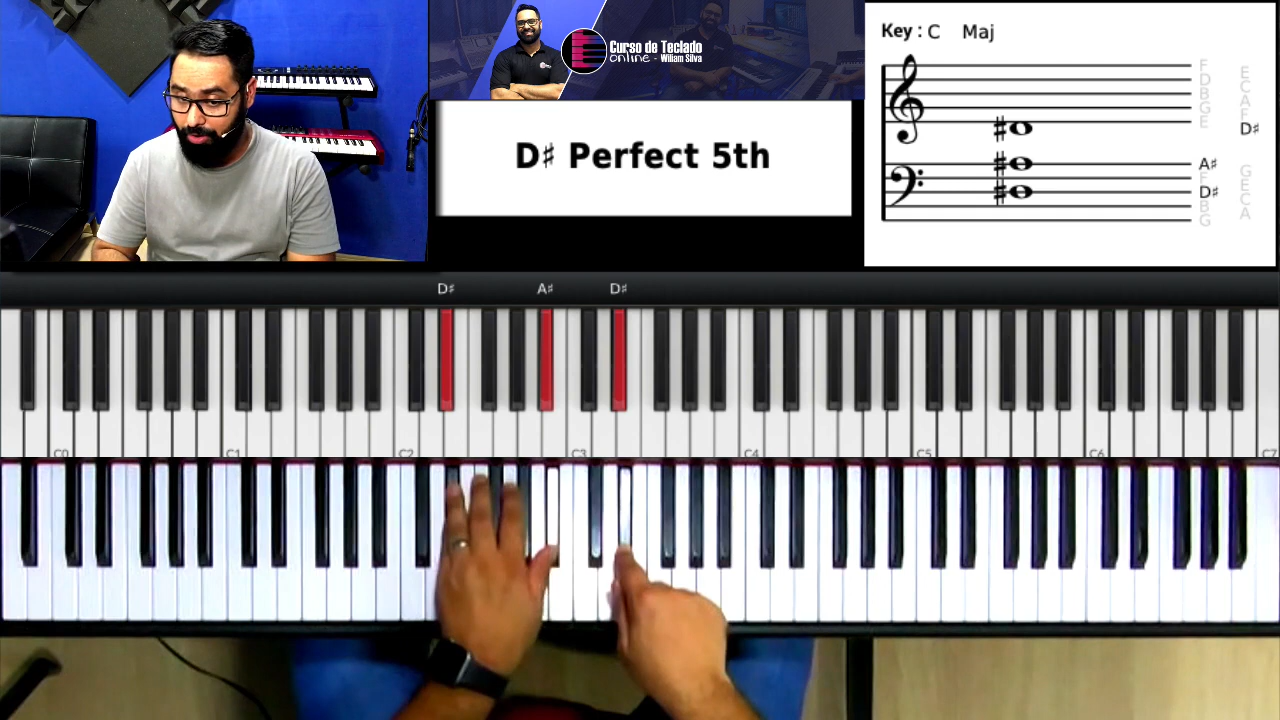 Curso de Teclado
online - Wiliam Silva
D♯ Perfect 5th
Key : C Maj
F
D
B
G
E
E
C
A
F
D♯
A♯
F
D♯
B
G
G
E
C
A
D♯ A♯ D♯
C0 C1 C2 C3 C4 C5 C6 C7